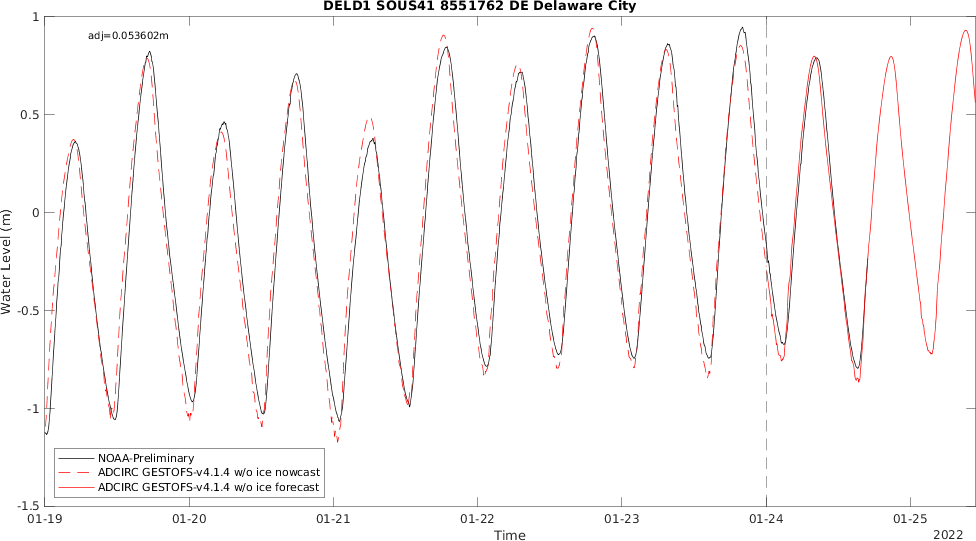 DELD1 SOUS41 8551762 DE Delaware City
adj=0.053602m
1
0.5
0
-0.5
-1
-1.5
Water Level (m)
NOAA-Preliminary
ADCIRC GESTOFS-v4.1.4 w/o ice nowcast
ADCIRC GESTOFS-v4.1.4 w/o ice forecast
01-19 01-20 01-21 01-22 01-23 01-24 01-25
Time
2022